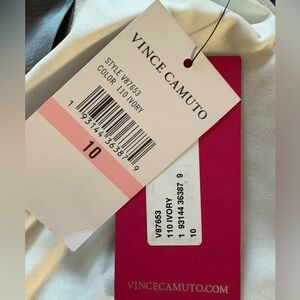 VINCE CAMUTO
STYLE V87653
COLOR 110 IVORY
1 93144 36387 9
10
V87653
110 IVORY
1 93144 36387 9
10
VINCECAMUTO.COM